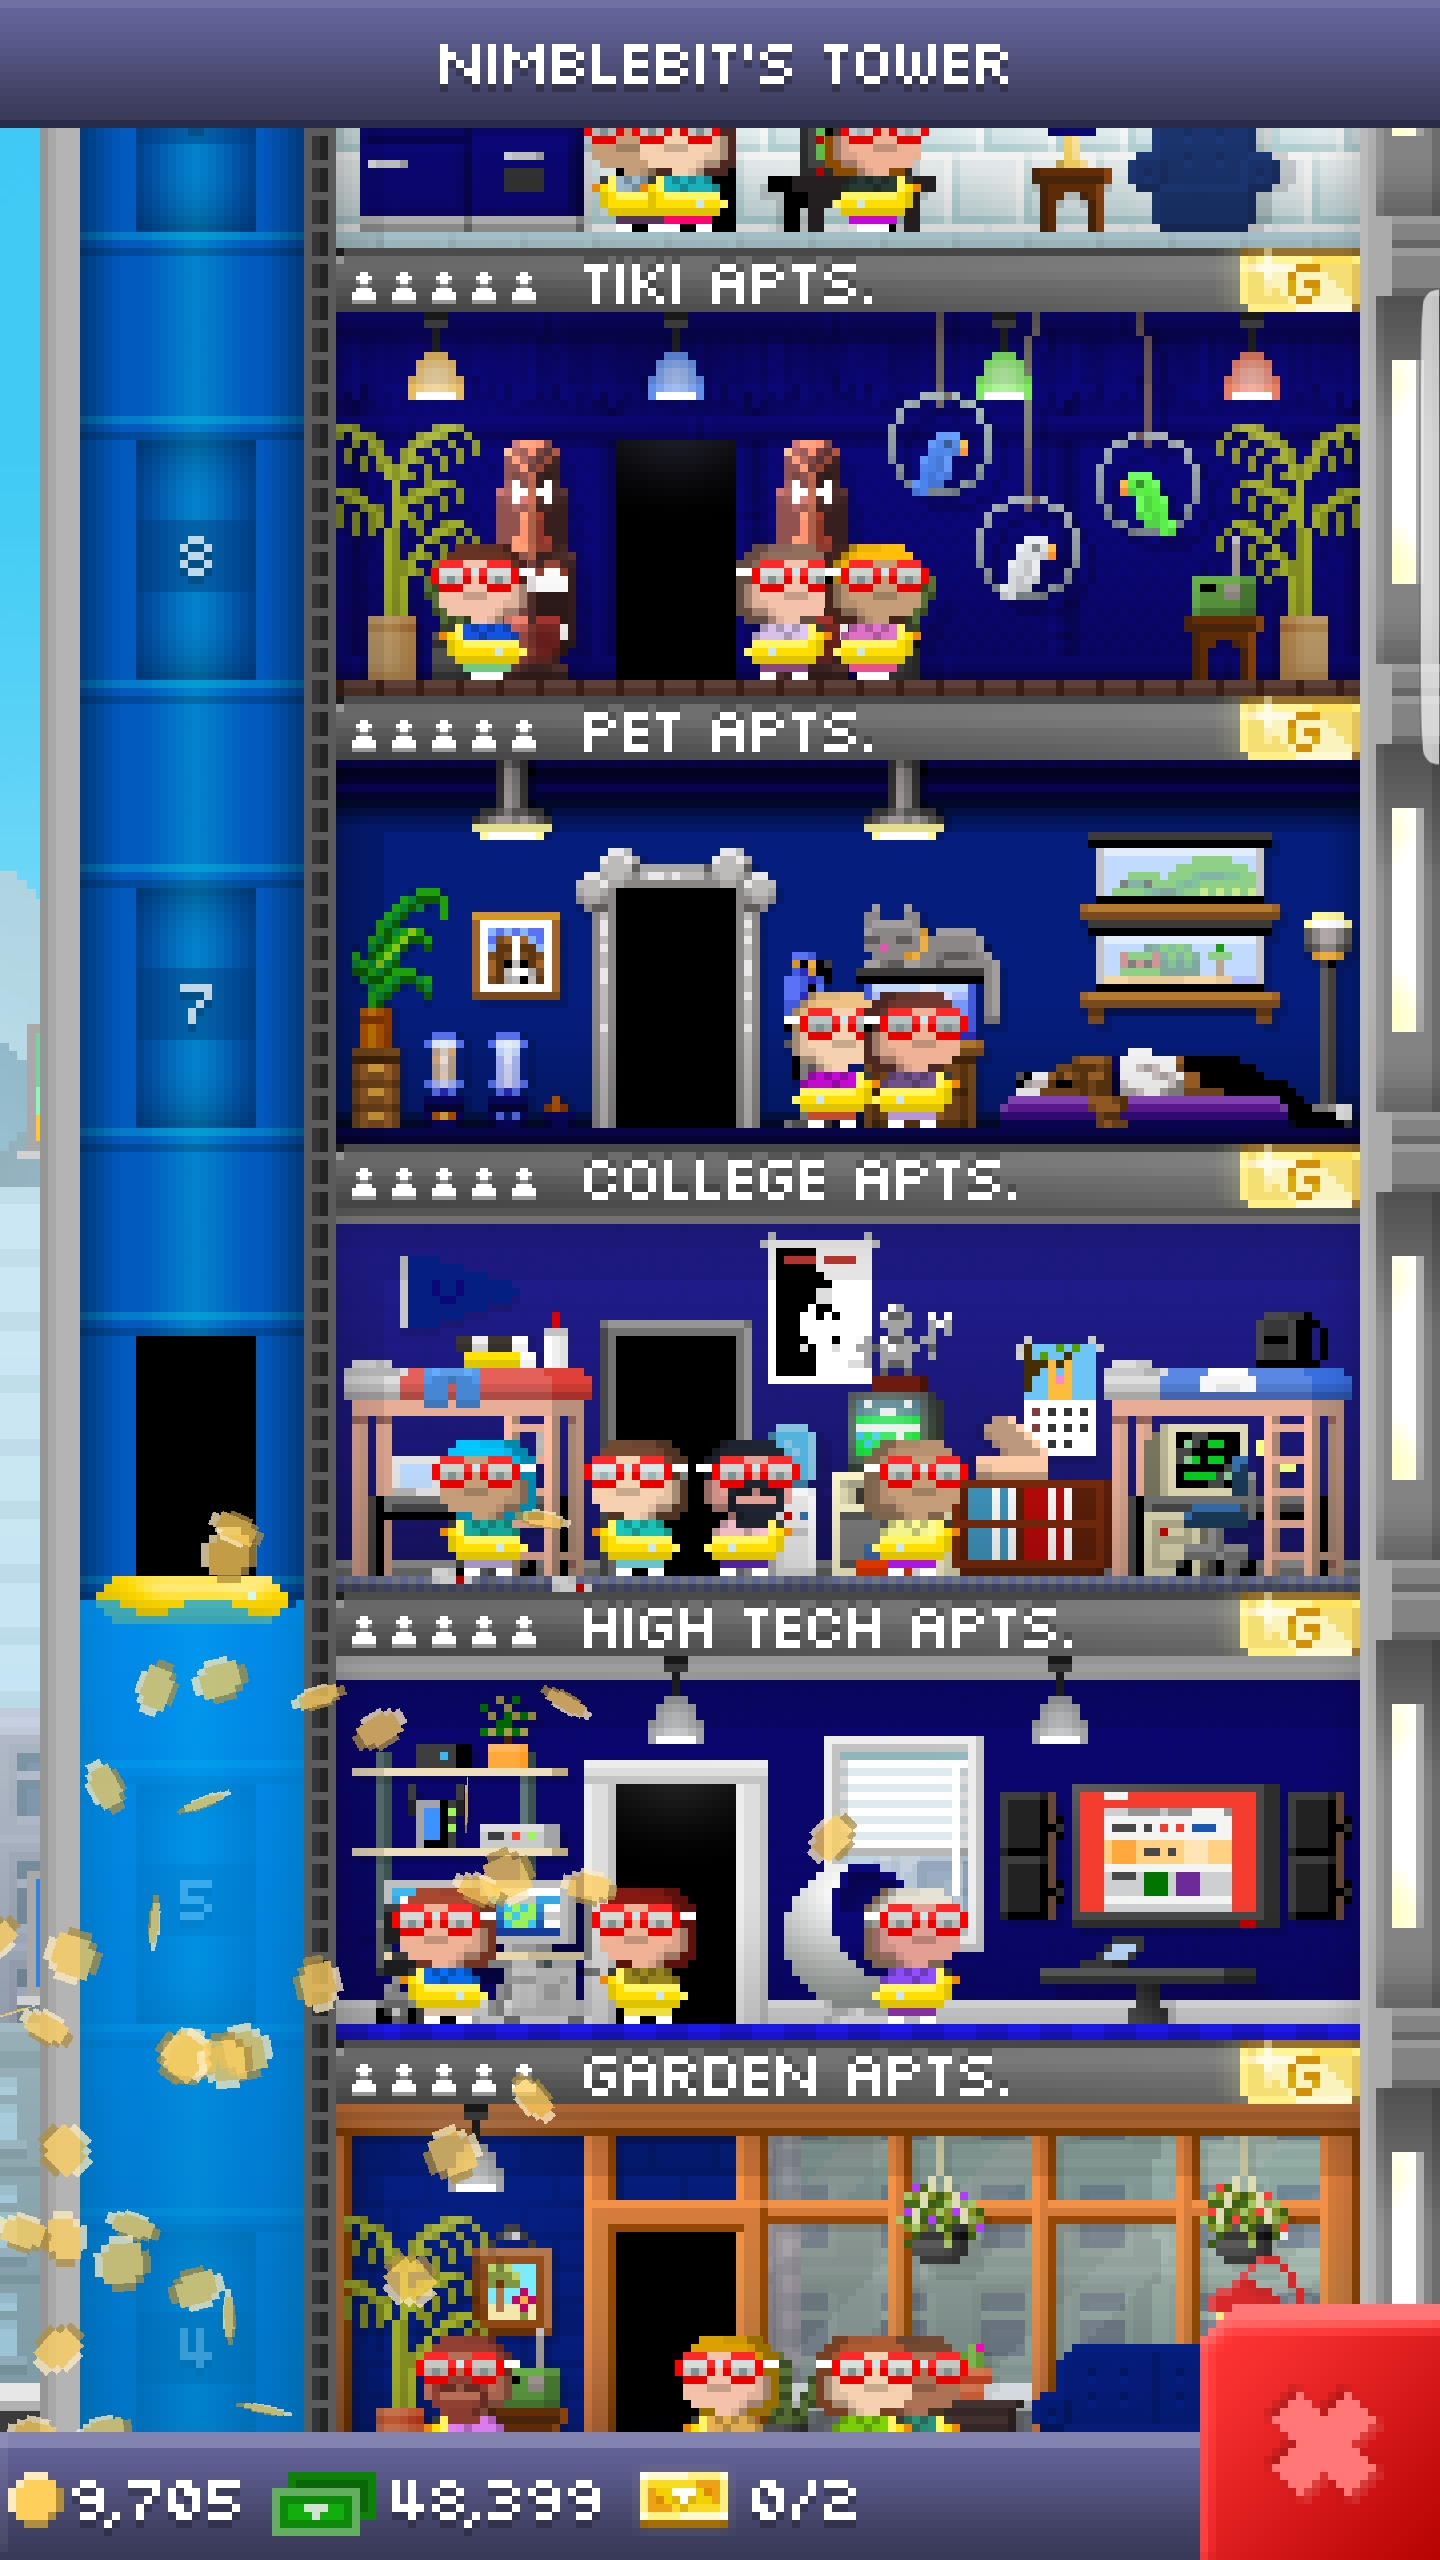 NIMBLEBIT'S TOWER
TIKI APTS. G
8
PET APTS. G
7
COLLEGE APTS. G
HIGH TECH APTS. G
5
GARDEN APTS. G
4
9,705 48,399 0/2